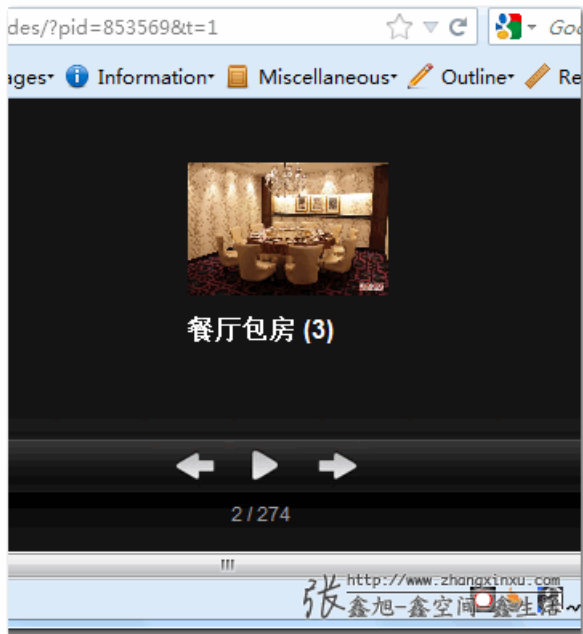 des/?pid=853569&t=1
Goo
ages Information Miscellaneous Outline Re
餐厅包房 (3)
2 / 274
http://www.zhangxinxu.com
张鑫旭-鑫空间-鑫生活~